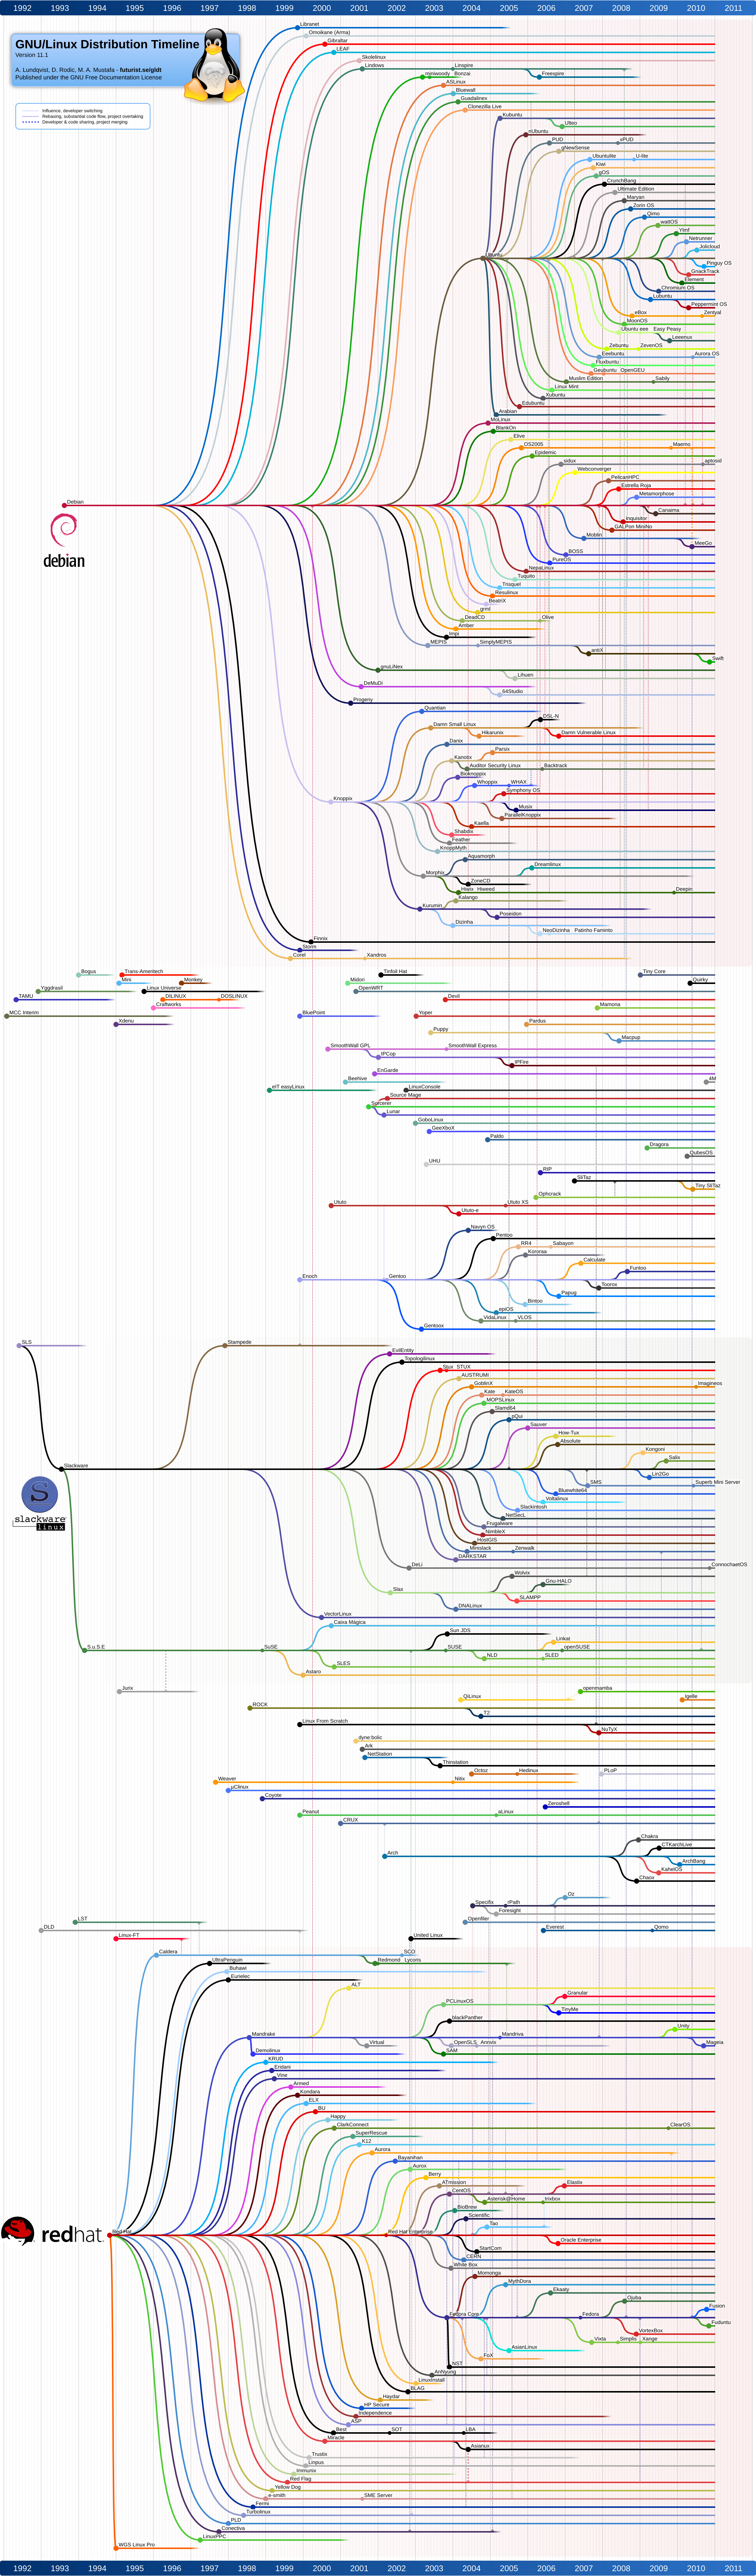 1992 1993 1994 1995 1996 1997 1998 1999 2000 2001 2002 2003 2004 2005 2006 2007 2008 2009 2010 2011
GNU/Linux Distribution Timeline
Version 11.1
A. Lundqvist, D. Rodic, M. A. Mustafa - futurist.se/gldt
Published under the GNU Free Documentation License
Influence, developer switching
Rebasing, substantial code flow, project overtaking
Developer & code sharing, project merging
Libranet
Omoikane (Arma)
Gibraltar
LEAF
Skolelinux
Lindows Linspire
miniwoody Bonzai Freespire
ASLinux
Bluewall
Guadalinex
Clonezilla Live
Kubuntu
Ulteo
nUbuntu
PUD ePUD
gNewSense
Ubuntulite U-lite
Kiwi
gOS
CrunchBang
Ultimate Edition
Maryan
Zorin OS
Qimo
wattOS
Ylmf
Netrunner
Jolicloud
Ubuntu
Pinguy OS
GnackTrack
Element
Chromium OS
Lubuntu
Peppermint OS
eBox Zentyal
MoonOS
Ubuntu eee Easy Peasy
Leeenux
Zebuntu ZevenOS
Eeebuntu Aurora OS
Fluxbuntu
Geubuntu OpenGEU
Muslim Edition Sabily
Linux Mint
Xubuntu
Edubuntu
Arabian
MoLinux
BlankOn
Elive
OS2005 Maemo
Epidemic
sidux aptosid
Webconverger
PelicanHPC
Estrella Roja
Metamorphose
Debian
debian
Canaima
Inquisitor
GALPon MiniNo
Moblin
MeeGo
BOSS
PureOS
NepaLinux
Tuquito
Trisquel
Resulinux
BeatriX
grml
DeadCD Olive
Amber
Impi
MEPIS SimplyMEPIS
antiX
Swift
gnuLiNex
Lihuen
DeMuDi
64Studio
Progeny
Quantian
DSL-N
Damn Small Linux
Hikarunix Damn Vulnerable Linux
Danix
Parsix
Kanotix
Auditor Security Linux Backtrack
Bioknoppix
Whoppix WHAX
Symphony OS
Knoppix
Musix
ParallelKnoppix
Kaella
Shabdix
Feather
KnoppMyth
Aquamorph
Dreamlinux
Morphix
ZoneCD
Hiwix Hiweed Deepin
Kalango
Kurumin
Poseidon
Dizinha
NeoDizinha Patinho Faminto
Finnix
Storm
Corel Xandros
Bogus Trans-Ameritech Tinfoil Hat Tiny Core
Mini Monkey Midori Quirky
Yggdrasil Linux Universe OpenWRT
TAMU DILINUX DOSLINUX Devil
Craftworks Mamona
MCC Interim BluePoint Yoper
Xdenu Pardus
Puppy
Macpup
SmoothWall GPL SmoothWall Express
IPCop
IPFire
EnGarde
Beehive 4M
eIT easyLinux LinuxConsole
Source Mage
Sorcerer
Lunar
GoboLinux
GeeXboX
Paldo
Dragora
QubesOS
UHU
RIP
SliTaz
Tiny SliTaz
Ophcrack
Ututo Ututo XS
Ututo-e
Navyn OS
Pentoo
RR4 Sabayon
Kororaa
Calculate
Funtoo
Enoch Gentoo
Toorox
Papug
Bintoo
epiOS
VidaLinux VLOS
Gentoox
SLS Stampede
EvilEntity
Topologilinux
Stux STUX
AUSTRUMI
GoblinX Imagineos
Kate KateOS
MOPSLinux
Slamd64
pQui
Sauver
How-Tux
Absolute
Kongoni
Salix
Slackware
slackware
linux
Lin2Go
SMS Superb Mini Server
Bluewhite64
Voltalinux
Slackintosh
NetSecL
Frugalware
NimbleX
HostGIS
Minislack Zenwalk
DARKSTAR
DeLi ConnochaetOS
Wolvix
Gnu-HALO
Slax
SLAMPP
DNALinux
VectorLinux
Caixa Mágica
Sun JDS
Linkat
S.u.S.E SuSE SUSE openSUSE
NLD SLED
SLES
Astaro
Jurix openmamba
QiLinux Igelle
ROCK
T2
Linux From Scratch
NuTyX
dyne:bolic
Ark
NetStation
Thinstation
Octoz Hedinux PLoP
Weaver Nitix
µClinux
Coyote
Zeroshell
Peanut aLinux
CRUX
Chakra
CTKarchLive
Arch
ArchBang
KahelOS
Chaox
Oz
Specifix rPath
Foresight
LST Openfiler
DLD Everest Qomo
Linux-FT United Linux
Caldera SCO
UltraPenguin Redmond Lycoris
Buhawi
Eurielec
ALT
Granular
PCLinuxOS
TinyMe
blackPanther
Unity
Mandrake Mandriva
Virtual OpenSLS Annvix Mageia
Demolinux SAM
KRUD
Eridani
Vine
Armed
Kondara
ELX
BU
Happy
ClarkConnect ClearOS
SuperRescue
K12
Aurora
Bayanihan
Aurox
Berry
ATmission Elastix
CentOS
Asterisk@Home trixbox
BioBrew
Scientific
Tao
Red Hat Red Hat Enterprise
redhat.
Oracle Enterprise
StartCom
CERN
White Box
Momonga
MythDora
Ekaaty
Ojuba
Fusion
Fedora Core Fedora
Fuduntu
VortexBox
Vixta Simplis Xange
AsianLinux
FoX
NST
AnNyung
LinuxInstall
BLAG
Haydar
HP Secure
Independence
ASP
Best SOT LBA
Miracle
Asianux
Trustix
Linpus
Immunix
Red Flag
Yellow Dog
e-smith SME Server
Fermi
Turbolinux
PLD
Conectiva
LinuxPPC
WGS Linux Pro
1992 1993 1994 1995 1996 1997 1998 1999 2000 2001 2002 2003 2004 2005 2006 2007 2008 2009 2010 2011